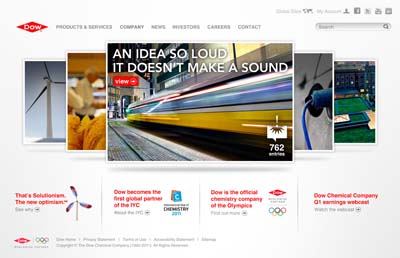 Global Sites
My Account
Dow
PRODUCTS & SERVICES
COMPANY
NEWS
INVESTORS
CAREERS
CONTACT
Search
AN IDEA SO LOUD
IT DOESN'T MAKE A SOUND
view
762
entries
That's Solutionism.
The new optimism.
See why
Dow becomes the
first global partner
of the IYC
About the IYC
International Year of
CHEMISTRY
2011
Dow is the official
chemistry company
of the Olympics
Find out more
Dow Chemical Company
Q1 earnings webcast
Watch the webcast
Dow Home | Privacy Statement | Terms of Use | Accessibility Statement | Sitemap
Copyright © The Dow Chemical Company (1995-2011). All Rights Reserved.